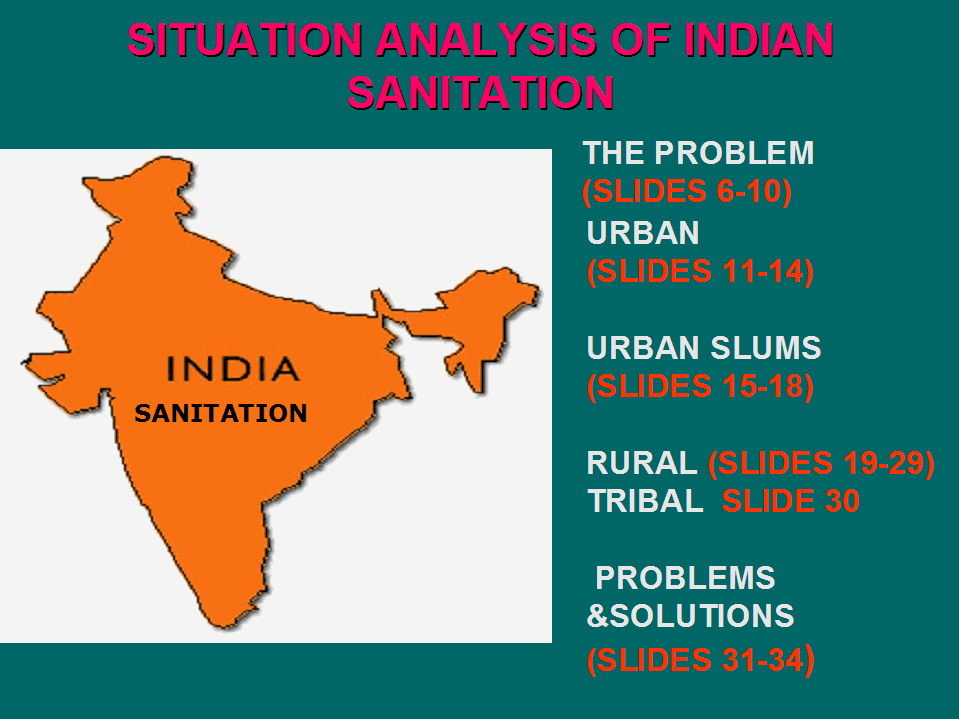 SITUATION ANALYSIS OF INDIAN
SANITATION
INDIA
SANITATION
THE PROBLEM
(SLIDES 6-10)
URBAN
(SLIDES 11-14)
URBAN SLUMS
(SLIDES 15-18)
RURAL (SLIDES 19-29)
TRIBAL SLIDE 30
PROBLEMS
&SOLUTIONS
(SLIDES 31-34)